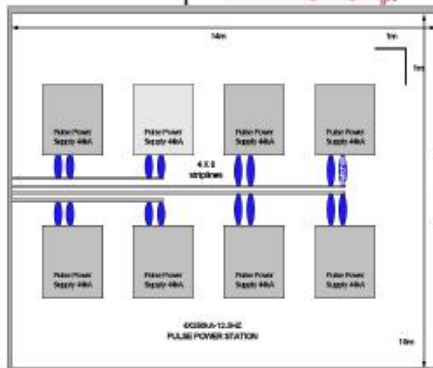 14m
1m
1m
Pulse Power
Supply 44kA
Pulse Power
Supply 44kA
Pulse Power
Supply 44kA
Pulse Power
Supply 44kA
4 X 8
striplines
Pulse Power
Supply 44kA
Pulse Power
Supply 44kA
Pulse Power
Supply 44kA
Pulse Power
Supply 44kA
PULSE POWER STATION
10m